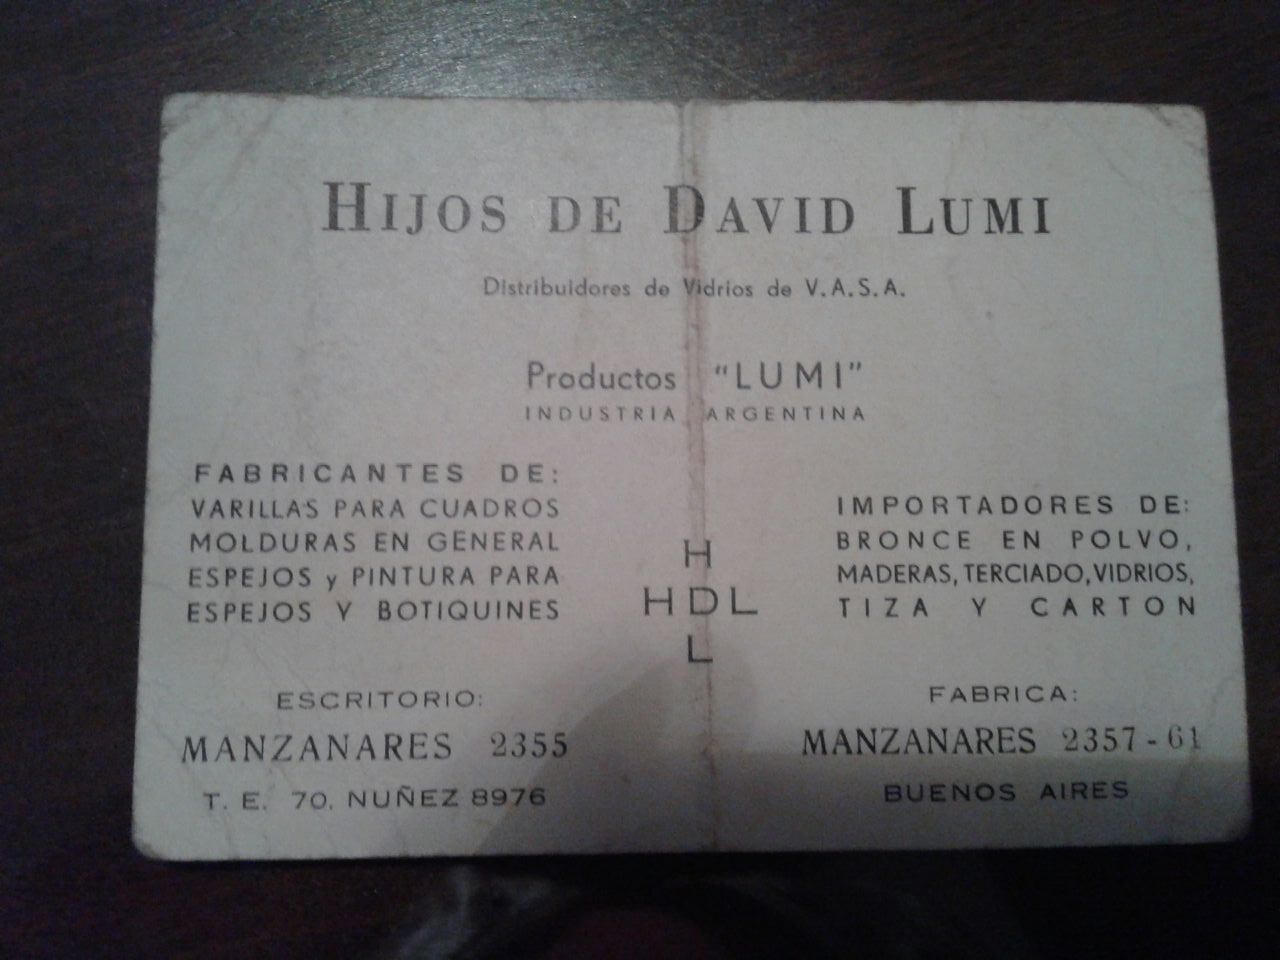 HIJOS DE DAVID LUMI
Distribuidores de Vidrios de V.A.S.A.
Productos "LUMI"
INDUSTRIA ARGENTINA
FABRICANTES DE:
VARILLAS PARA CUADROS
MOLDURAS EN GENERAL
ESPEJOS y PINTURA PARA
ESPEJOS Y BOTIQUINES
H
HDL
L
IMPORTADORES DE:
BRONCE EN POLVO,
MADERAS, TERCIADO, VIDRIOS,
TIZA Y CARTON
ESCRITORIO:
MANZANARES 2355
T. E. 70. NUÑEZ 8976
FABRICA:
MANZANARES 2357-61
BUENOS AIRES